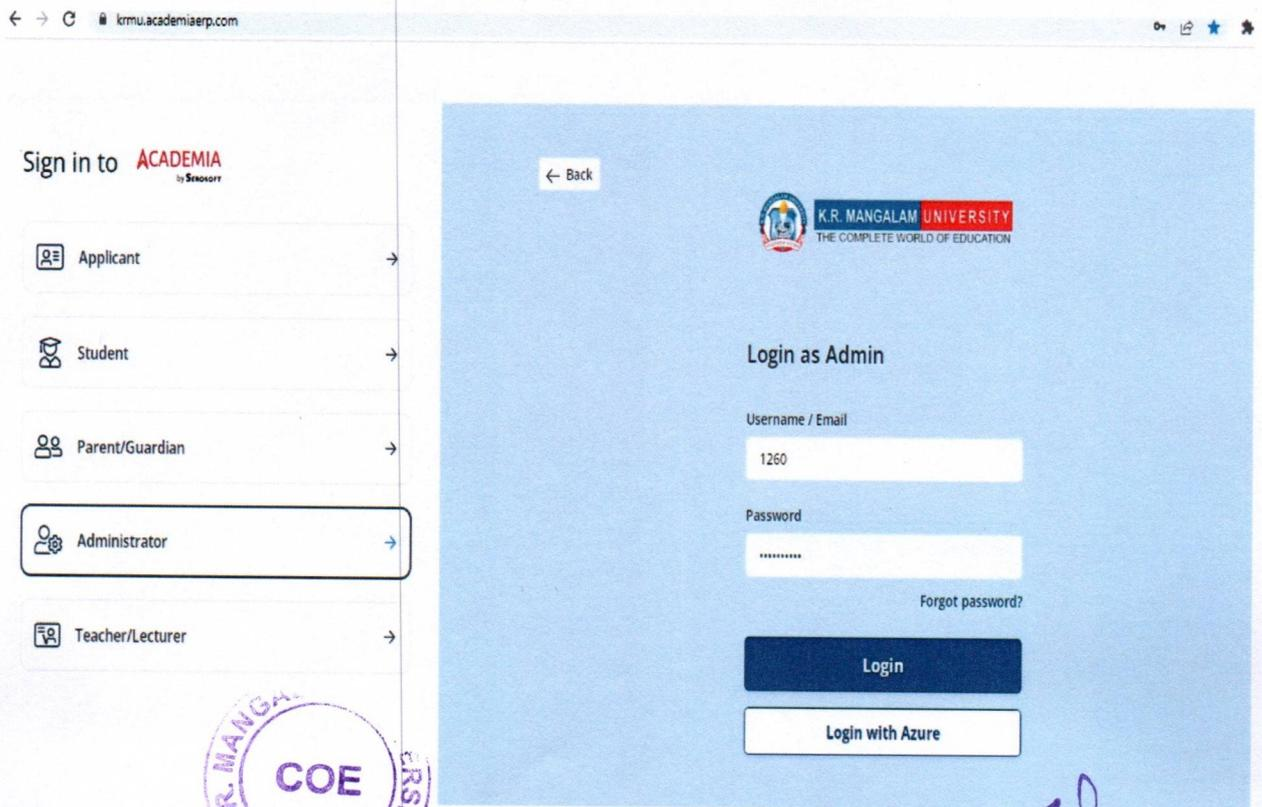 krmu.academiaerp.com
Sign in to ACADEMIA
by SEROSOFT
Applicant
Student
Parent/Guardian
Administrator
Teacher/Lecturer
← Back
K.R. MANGALAM UNIVERSITY
THE COMPLETE WORLD OF EDUCATION
Login as Admin
Username / Email
1260
Password
Forgot password?
Login
Login with Azure
R. MANGA
COE
ERS